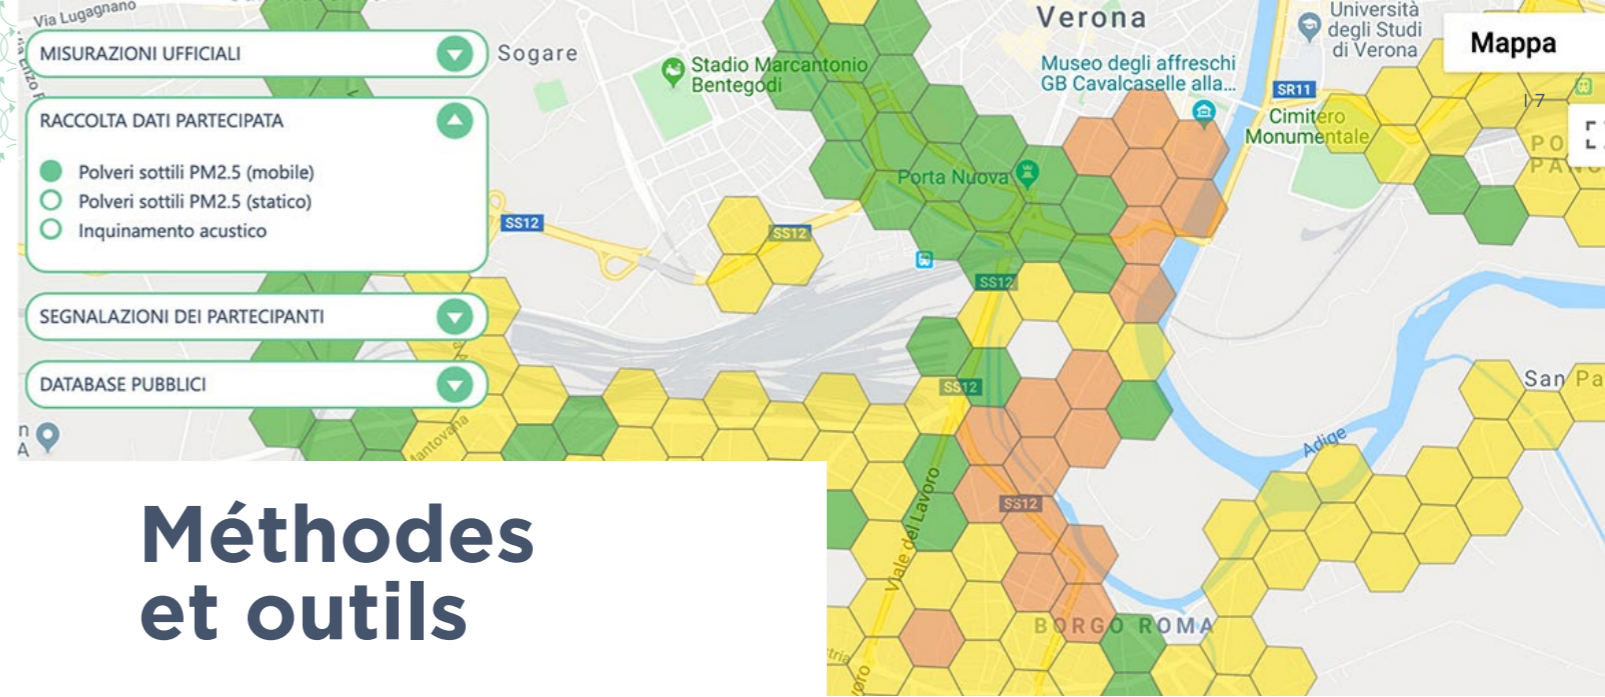 Via Lugagnano
MISURAZIONI UFFICIALI
RACCOLTA DATI PARTECIPATA
Polveri sottili PM2.5 (mobile)
Polveri sottili PM2.5 (statico)
Inquinamento acustico
SEGNALAZIONI DEI PARTECIPANTI
DATABASE PUBBLICI
Sogare
Stadio Marcantonio
Bentegodi
Verona
Museo degli affreschi
GB Cavalcaselle alla...
Università
degli Studi
di Verona
Mappa
SR11
I 7
Cimitero
Monumentale
Porta Nuova
SS12
SS12
SS12
SS12
SS12
San Pa
Adige
Mantovana
Viale del Lavoro
BORGO ROMA
Méthodes
et outils